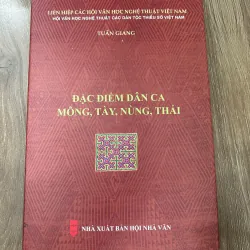 LIÊN HIỆP CÁC HỘI VĂN HỌC NGHỆ THUẬT VIỆT NAM
HỘI VĂN HỌC NGHỆ THUẬT CÁC DÂN TỘC THIỂU SỐ VIỆT NAM
TUẤN GIANG
ĐẶC ĐIỂM DÂN CA
MÔNG, TÀY, NÙNG, THÁI
NHÀ XUẤT BẢN HỘI NHÀ VĂN